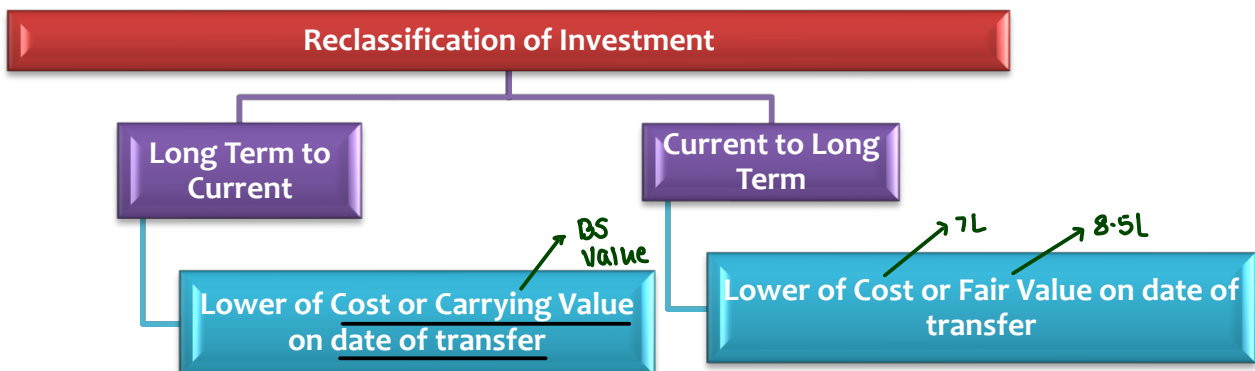 Reclassification of Investment
Long Term to
Current
Current to Long
Term
BS
Value
7L
8.5L
Lower of Cost or Carrying Value
on date of transfer
Lower of Cost or Fair Value on date of
transfer